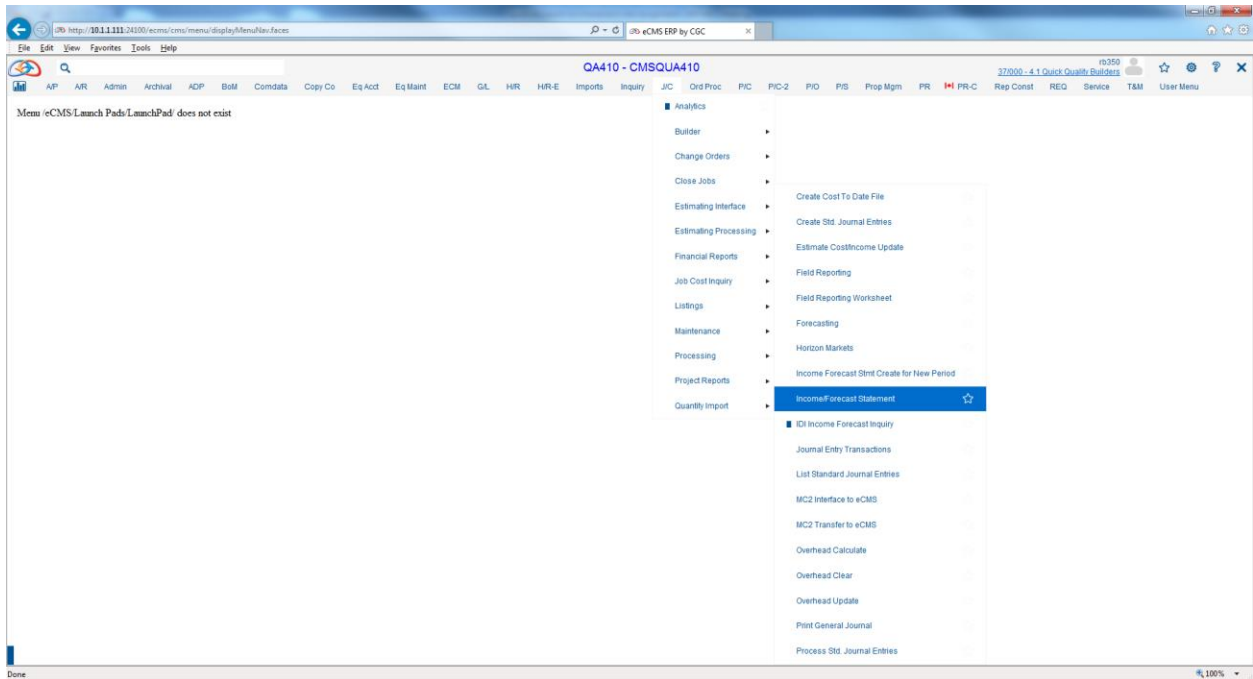 http://10.1.1.111:24100/ecms/cms/menu/displayMenuNav.faces
eCMS ERP by CGC
File Edit View Favorites Tools Help
QA410 - CMSQUA410
rb350
37/000 - 4.1 Quick Quality Builders
A/P A/R Admin Archival ADP BoM Comdata Copy Co Eq Acct Eq Maint ECM G/L H/R H/R-E Imports Inquiry J/C Ord Proc P/C P/C-2 P/O P/S Prop Mgm PR PR-C Rep Const REQ Service T&M User Menu
Menu /eCMS/Launch Pads/LaunchPad/ does not exist
Analytics
Builder
Change Orders
Close Jobs
Estimating Interface
Estimating Processing
Financial Reports
Job Cost Inquiry
Listings
Maintenance
Processing
Project Reports
Quantity Import
Create Cost To Date File
Create Std. Journal Entries
Estimate Cost/Income Update
Field Reporting
Field Reporting Worksheet
Forecasting
Horizon Markets
Income Forecast Stmt Create for New Period
Income/Forecast Statement
IDI Income Forecast Inquiry
Journal Entry Transactions
List Standard Journal Entries
MC2 Interface to eCMS
MC2 Transfer to eCMS
Overhead Calculate
Overhead Clear
Overhead Update
Print General Journal
Process Std. Journal Entries
Done
100%